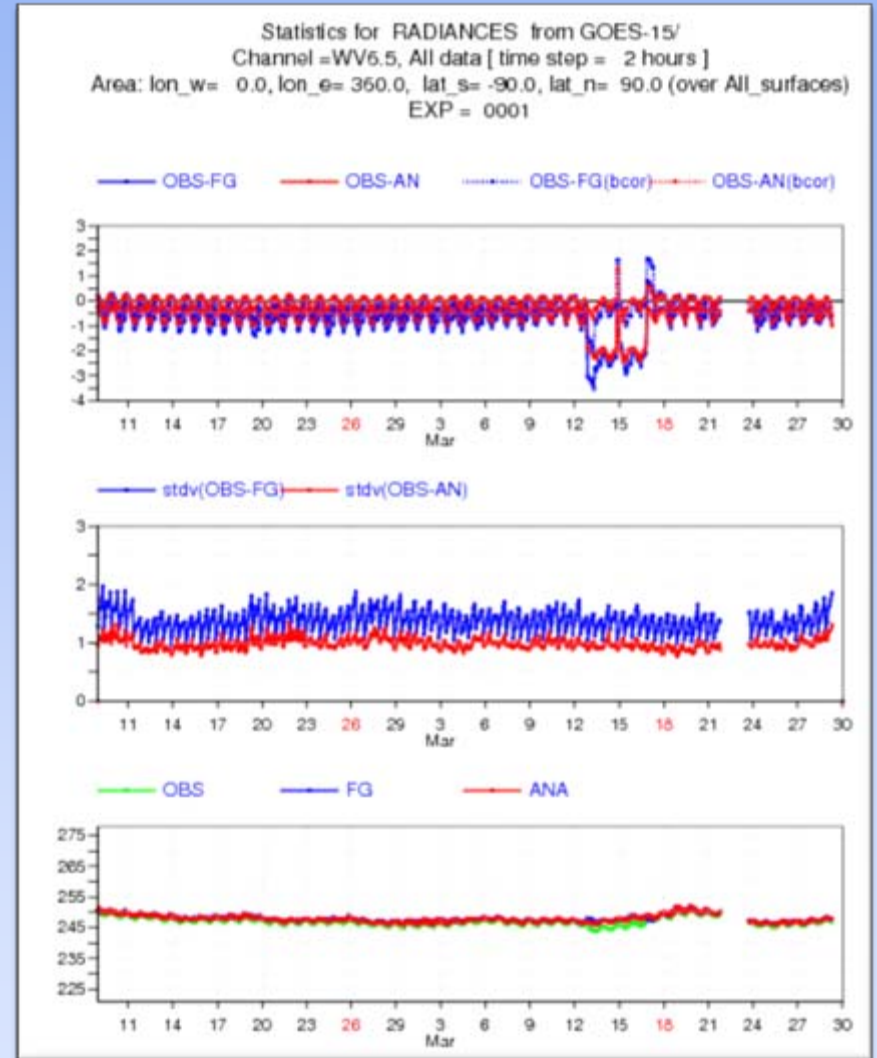 Statistics for RADIANCES from GOES-15/
Channel =WV6.5, All data [ time step = 2 hours ]
Area: lon_w= 0.0, lon_e= 360.0, lat_s= -90.0, lat_n= 90.0 (over All_surfaces)
EXP = 0001
OBS-FG OBS-AN OBS-FG(bcor) OBS-AN(bcor)
3
2
1
0
-1
-2
-3
-4
11 14 17 20 23 26 29 3 6 9 12 15 18 21 24 27 30
Mar
stdv(OBS-FG) stdv(OBS-AN)
3
2
1
0
11 14 17 20 23 26 29 3 6 9 12 15 18 21 24 27 30
Mar
OBS FG ANA
275
265
255
245
235
225
11 14 17 20 23 26 29 3 6 9 12 15 18 21 24 27 30
Mar